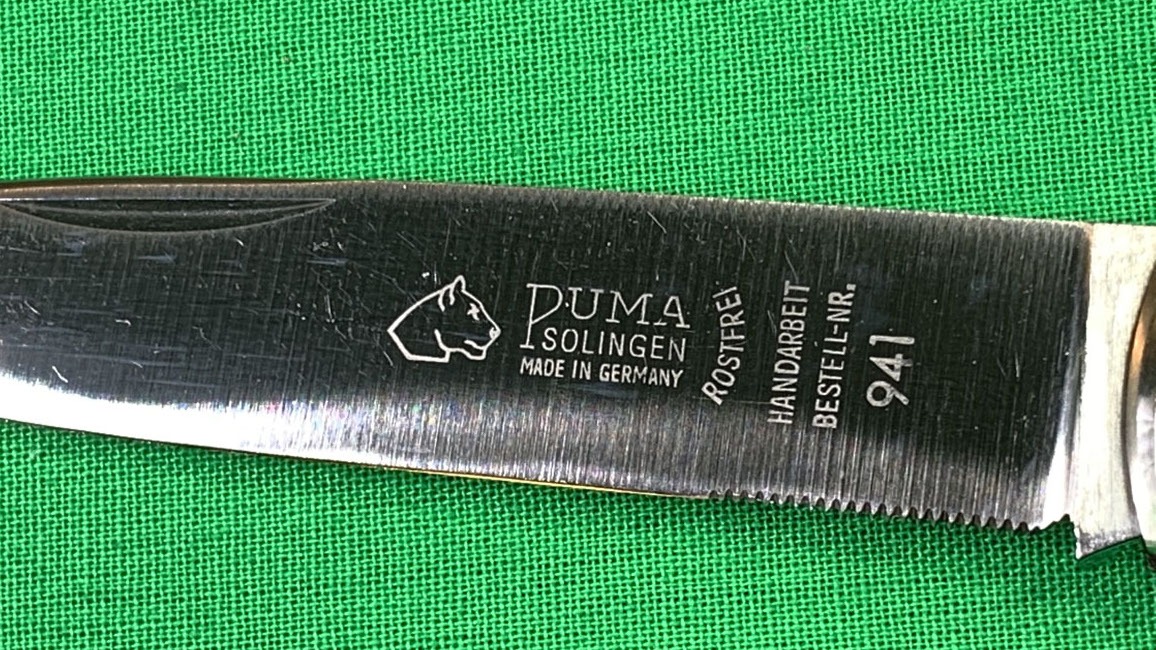 PUMA
SOLINGEN
MADE IN GERMANY
ROSTFREI
HANDARBEIT
BESTELL-NR.
941